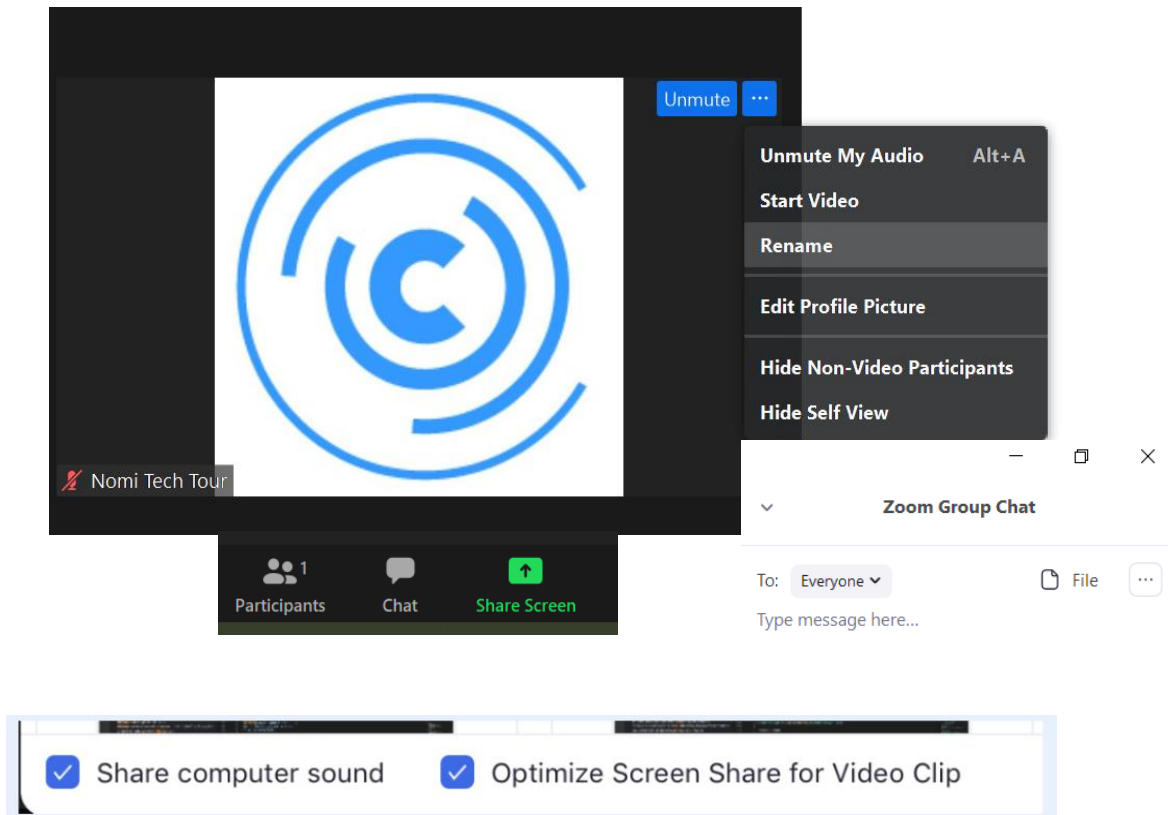 Unmute ...
Unmute My Audio Alt+A
Start Video
Rename
Edit Profile Picture
Hide Non-Video Participants
Hide Self View
Nomi Tech Tour
Zoom Group Chat
To: Everyone File ...
Type message here...
1
Participants Chat Share Screen
Share computer sound Optimize Screen Share for Video Clip